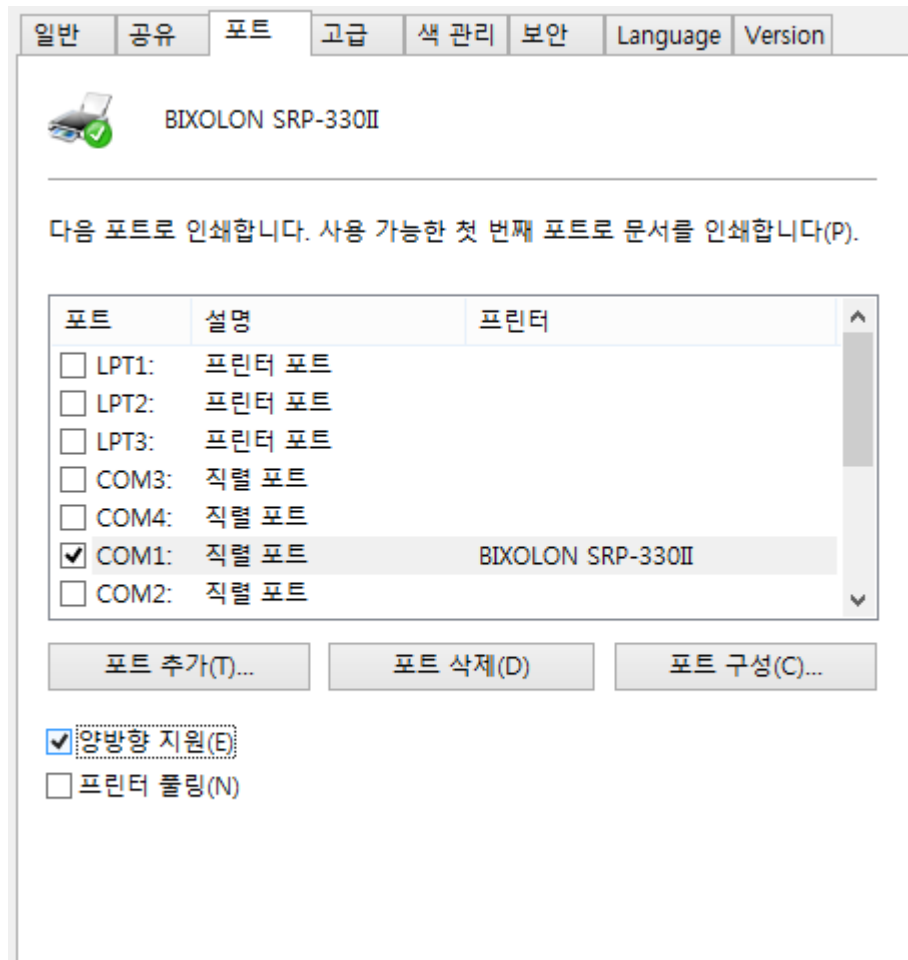 일반 공유 포트 고급 색 관리 보안 Language Version
BIXOLON SRP-330II
다음 포트로 인쇄합니다. 사용 가능한 첫 번째 포트로 문서를 인쇄합니다(P).
포트 설명 프린터
LPT1: 프린터 포트
LPT2: 프린터 포트
LPT3: 프린터 포트
COM3: 직렬 포트
COM4: 직렬 포트
COM1: 직렬 포트 BIXOLON SRP-330II
COM2: 직렬 포트
포트 추가(T)... 포트 삭제(D) 포트 구성(C)...
양방향 지원(E)
프린터 풀링(N)